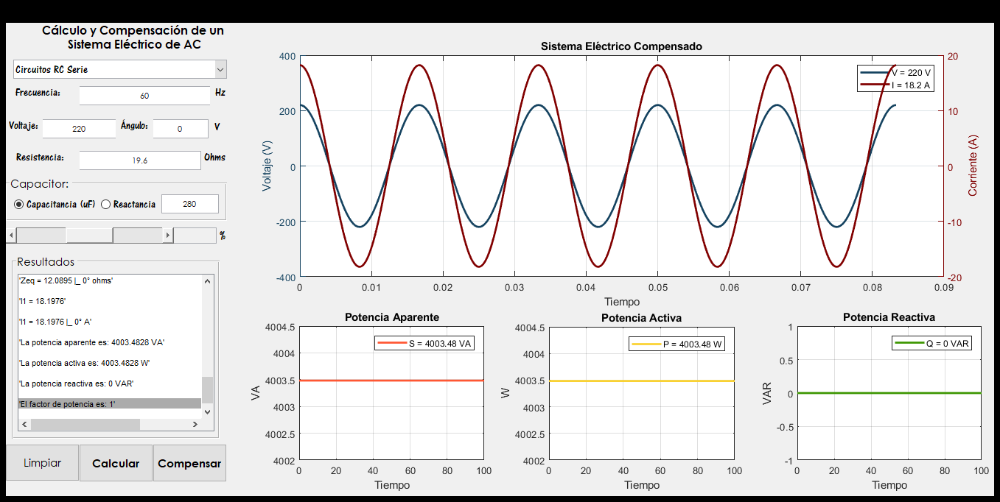 Cálculo y Compensación de un
Sistema Eléctrico de AC
Circuitos RC Serie
Frecuencia: 60 Hz
Voltaje: 220 Ángulo: 0 V
Resistencia: 19.6 Ohms
Capacitor:
Capacitancia (uF) Reactancia 280
%
Resultados
'Zeq = 12.0895 |_ 0° ohms'
'I1 = 18.1976'
'I1 = 18.1976 |_ 0° A'
'La potencia aparente es: 4003.4828 VA'
'La potencia activa es: 4003.4828 W'
'La potencia reactiva es: 0 VAR'
'El factor de potencia es: 1'
Limpiar Calcular Compensar
Sistema Eléctrico Compensado
V = 220 V
I = 18.2 A
Voltaje (V)
400
200
0
-200
-400
Corriente (A)
20
10
0
-10
-20
0 0.01 0.02 0.03 0.04 0.05 0.06 0.07 0.08 0.09
Tiempo
Potencia Aparente
S = 4003.48 VA
VA
4004.5
4004
4003.5
4003
4002.5
4002
0 20 40 60 80 100
Tiempo
Potencia Activa
P = 4003.48 W
W
4004.5
4004
4003.5
4003
4002.5
4002
0 20 40 60 80 100
Tiempo
Potencia Reactiva
Q = 0 VAR
VAR
1
0.5
0
-0.5
-1
0 20 40 60 80 100
Tiempo